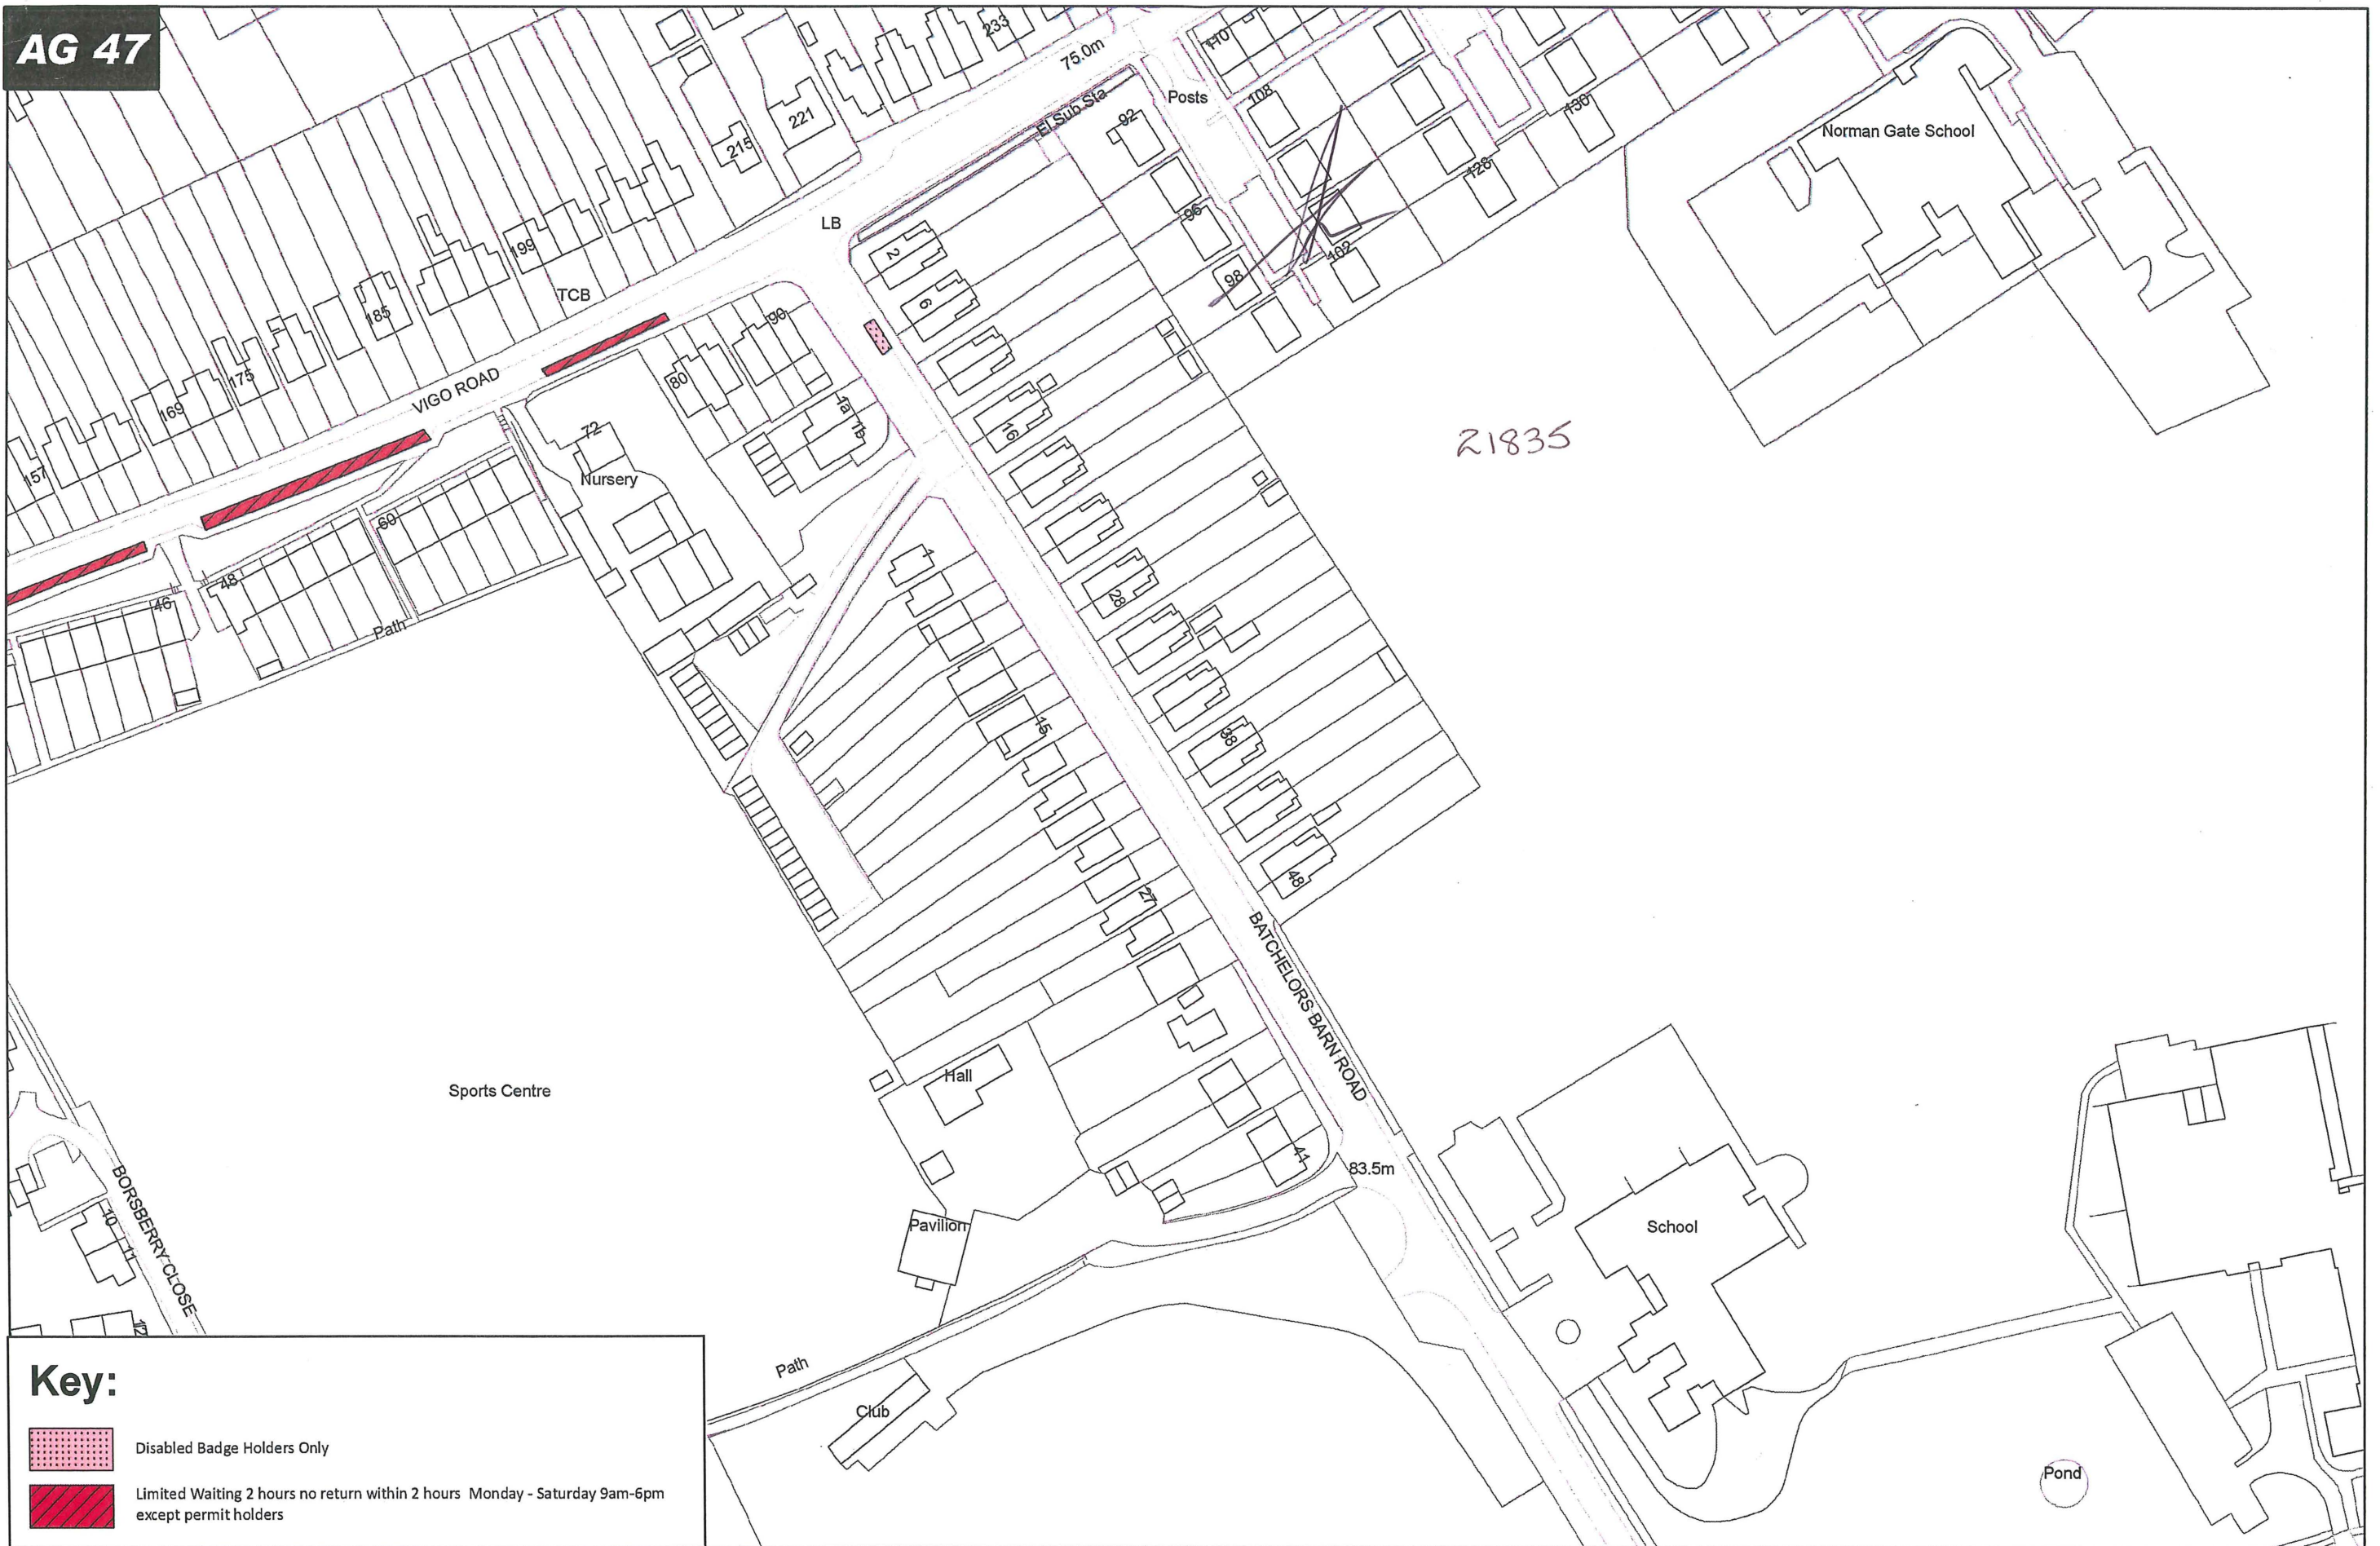 AG 47
233
75.0m
110
221
215
El Sub Sta
92
Posts
108
130
Norman Gate School
128
LB
2
96
199
102
98
TCB
6
185
90
175
VIGO ROAD
80
169
1a
1b
72
16
157
Nursery
21835
60
1
48
28
46
Path
15
38
48
27
BATCHELORS BARN ROAD
Sports Centre
Hall
41
83.5m
BORSBERRY CLOSE
10
11
Pavilion
School
12
Path
Club
Pond
Key:
Disabled Badge Holders Only
Limited Waiting 2 hours no return within 2 hours Monday - Saturday 9am-6pm
except permit holders